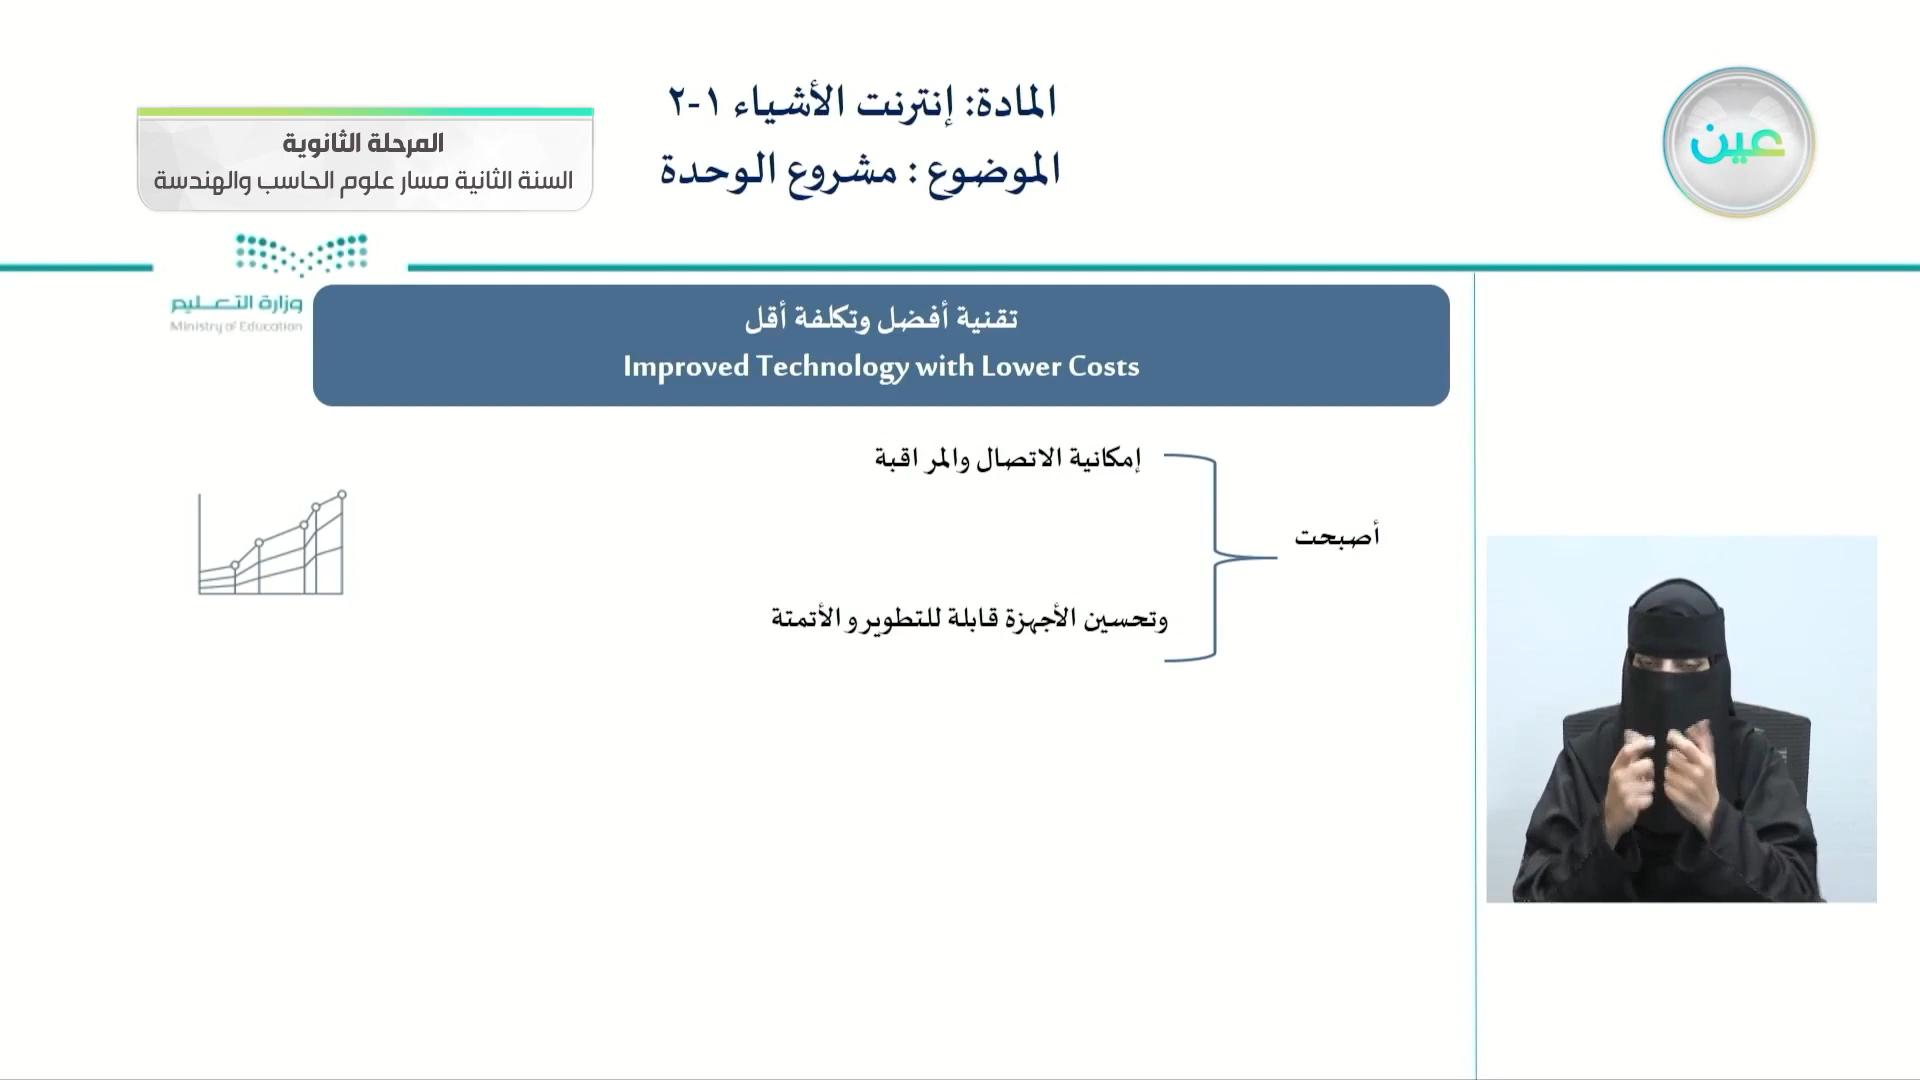 المادة: إنترنت الأشياء ١-٢
الموضوع : مشروع الوحدة
عين
المرحلة الثانوية
السنة الثانية مسار علوم الحاسب والهندسة
وزارة التعليم
Ministry of Education
تقنية أفضل وتكلفة أقل
Improved Technology with Lower Costs
إمكانية الاتصال والمراقبة
أصبحت
وتحسين الأجهزة قابلة للتطوير والأتمتة